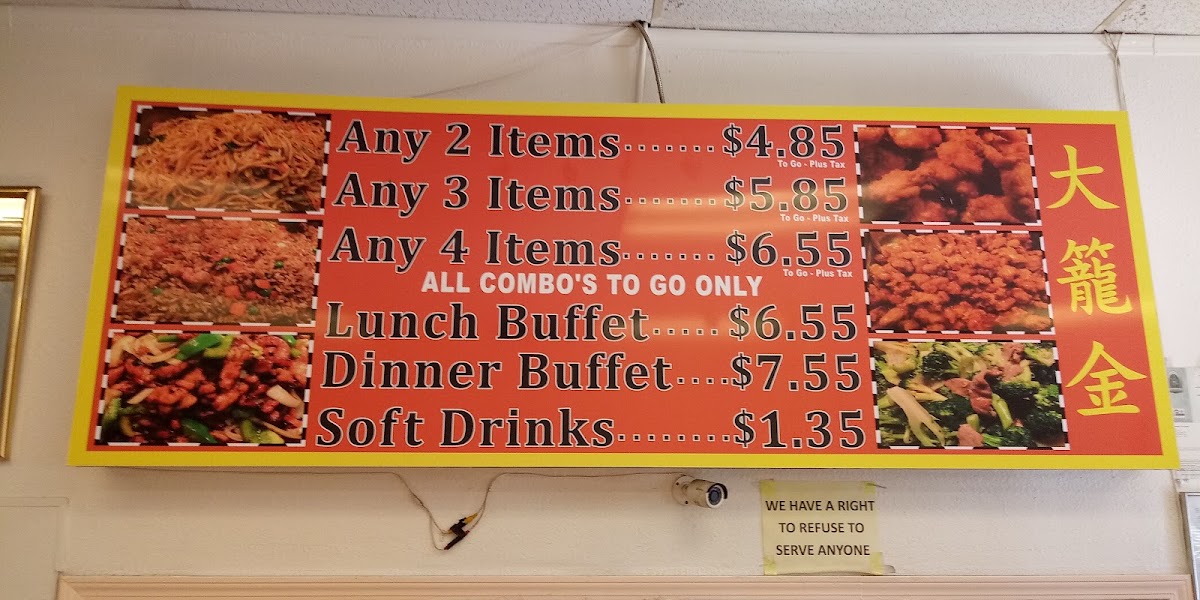 Any 2 Items.......$4.85
To Go - Plus Tax
Any 3 Items.......$5.85
To Go - Plus Tax
Any 4 Items.......$6.55
To Go - Plus Tax
ALL COMBO'S TO GO ONLY
Lunch Buffet.....$6.55
Dinner Buffet....$7.55
Soft Drinks........$1.35
大
籠
金
WE HAVE A RIGHT
TO REFUSE TO
SERVE ANYONE